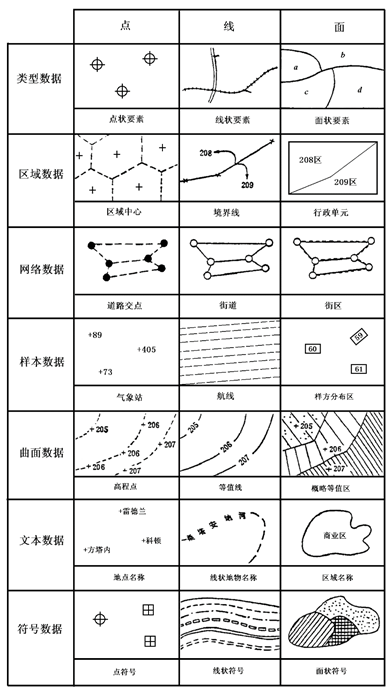 点 线 面
类型数据
a b c d
点状要素 线状要素 面状要素
区域数据
208 209
208区 209区
区域中心 境界线 行政单元
网络数据
道路交点 街道 街区
样本数据
+89 +405 +73
60 59 61
气象站 航线 样方分布区
曲面数据
+205 +206 +207 +206 +207
205 206 207
+205 +206 +207
高程点 等值线 概略等值区
文本数据
+雷德兰 +科顿 +方塔内
安地河
商业区
地点名称 线状地物名称 区域名称
符号数据
点符号 线状符号 面状符号